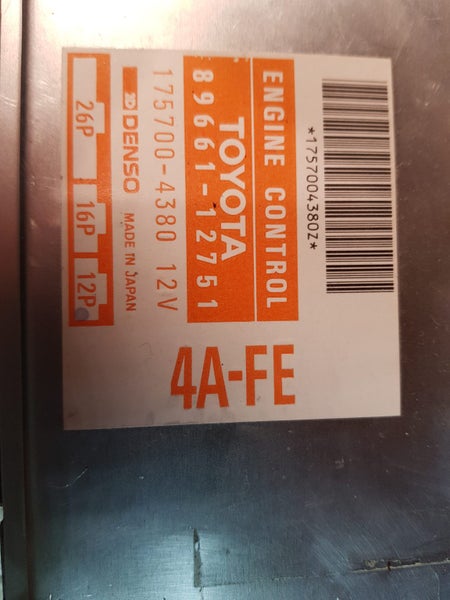 *1757004380Z*
ENGINE CONTROL
TOYOTA
89661-12751
175700-4380 12V
DENSO MADE IN JAPAN
26P 16P 12P
4A-FE